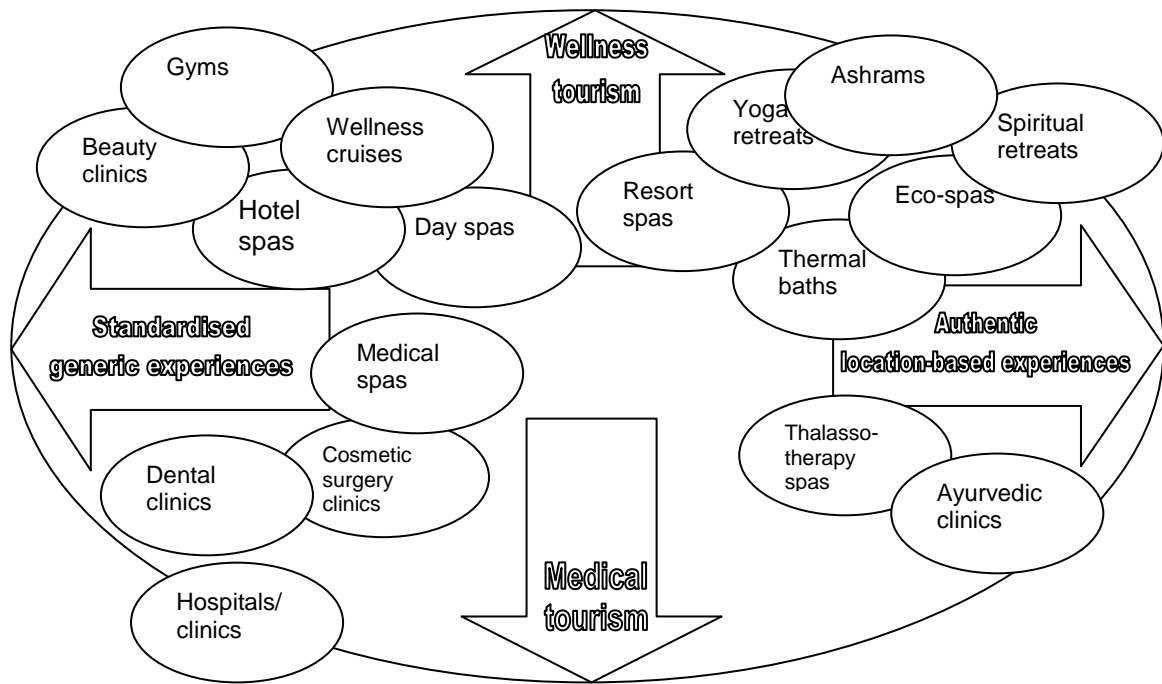 Gyms
Wellness
tourism
Ashrams
Beauty
clinics
Wellness
cruises
Yoga
retreats
Spiritual
retreats
Hotel
spas
Day spas
Resort
spas
Eco-spas
Thermal
baths
Standardised
generic experiences
Authentic
location-based experiences
Medical
spas
Dental
clinics
Cosmetic
surgery
clinics
Thalasso-
therapy
spas
Ayurvedic
clinics
Medical
tourism
Hospitals/
clinics